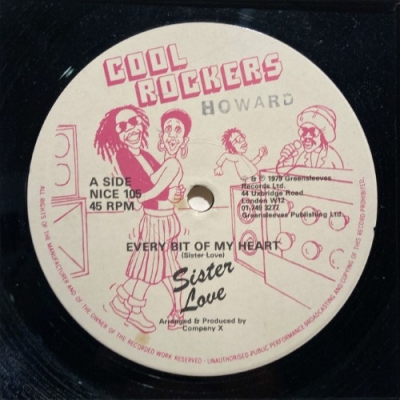 COOL
ROCKERS
HOWARD
A SIDE
NICE 105
45 RPM
℗ & © 1979 Greensleeves
Records Ltd.
44 Uxbridge Road
London W12
01.749 3277
Greensleeves Publishing Ltd.
EVERY BIT OF MY HEART
(Sister Love)
Sister
Love
Arranged & Produced by
Company X
ALL RIGHTS OF THE MANUFACTURER AND OF THE OWNER OF THE RECORDED WORK RESERVED - UNAUTHORISED PUBLIC PERFORMANCE BROADCASTING AND COPYING OF THIS RECORD PROHIBITED.